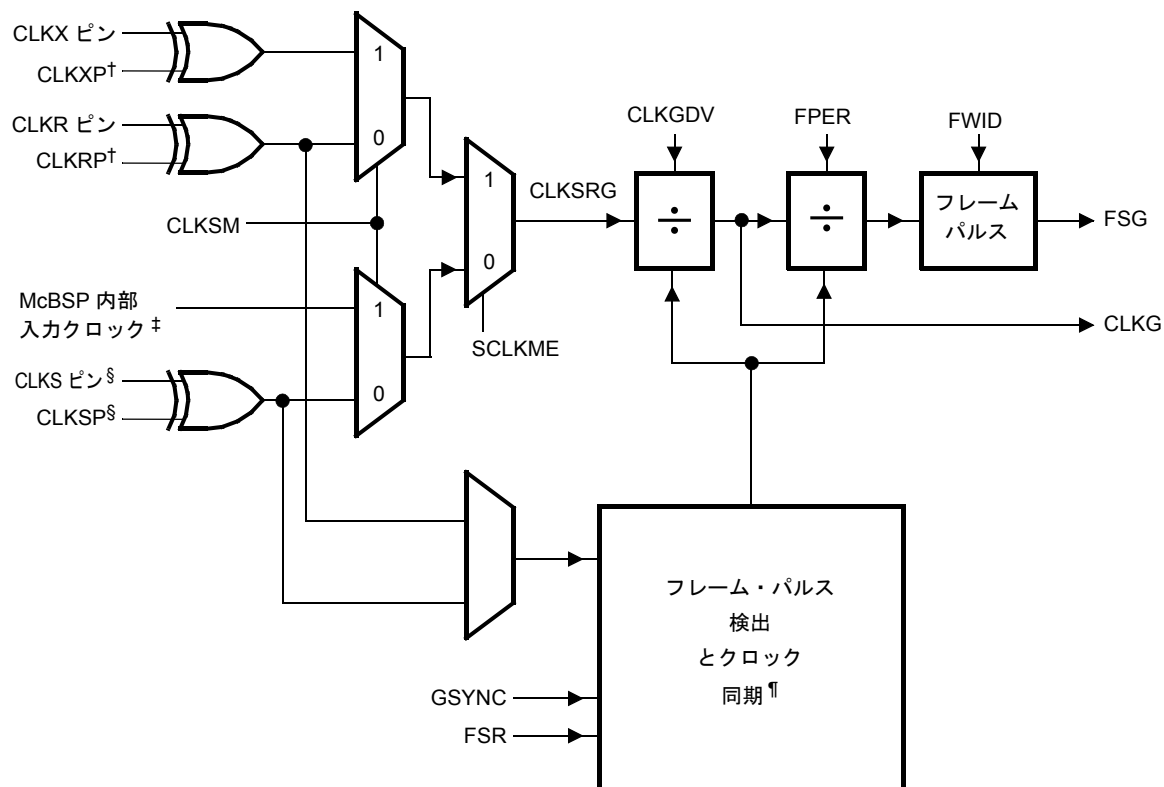 CLKX ピン
CLKXP†
CLKR ピン
CLKRP†
1
0
CLKSM
McBSP 内部
入力クロック ‡
CLKS ピン§
CLKSP§
1
0
1
0
SCLKME
CLKSRG
CLKGDV
÷
FPER
÷
FWID
フレーム
パルス
FSG
CLKG
フレーム・パルス
検出
とクロック
同期 ¶
GSYNC
FSR